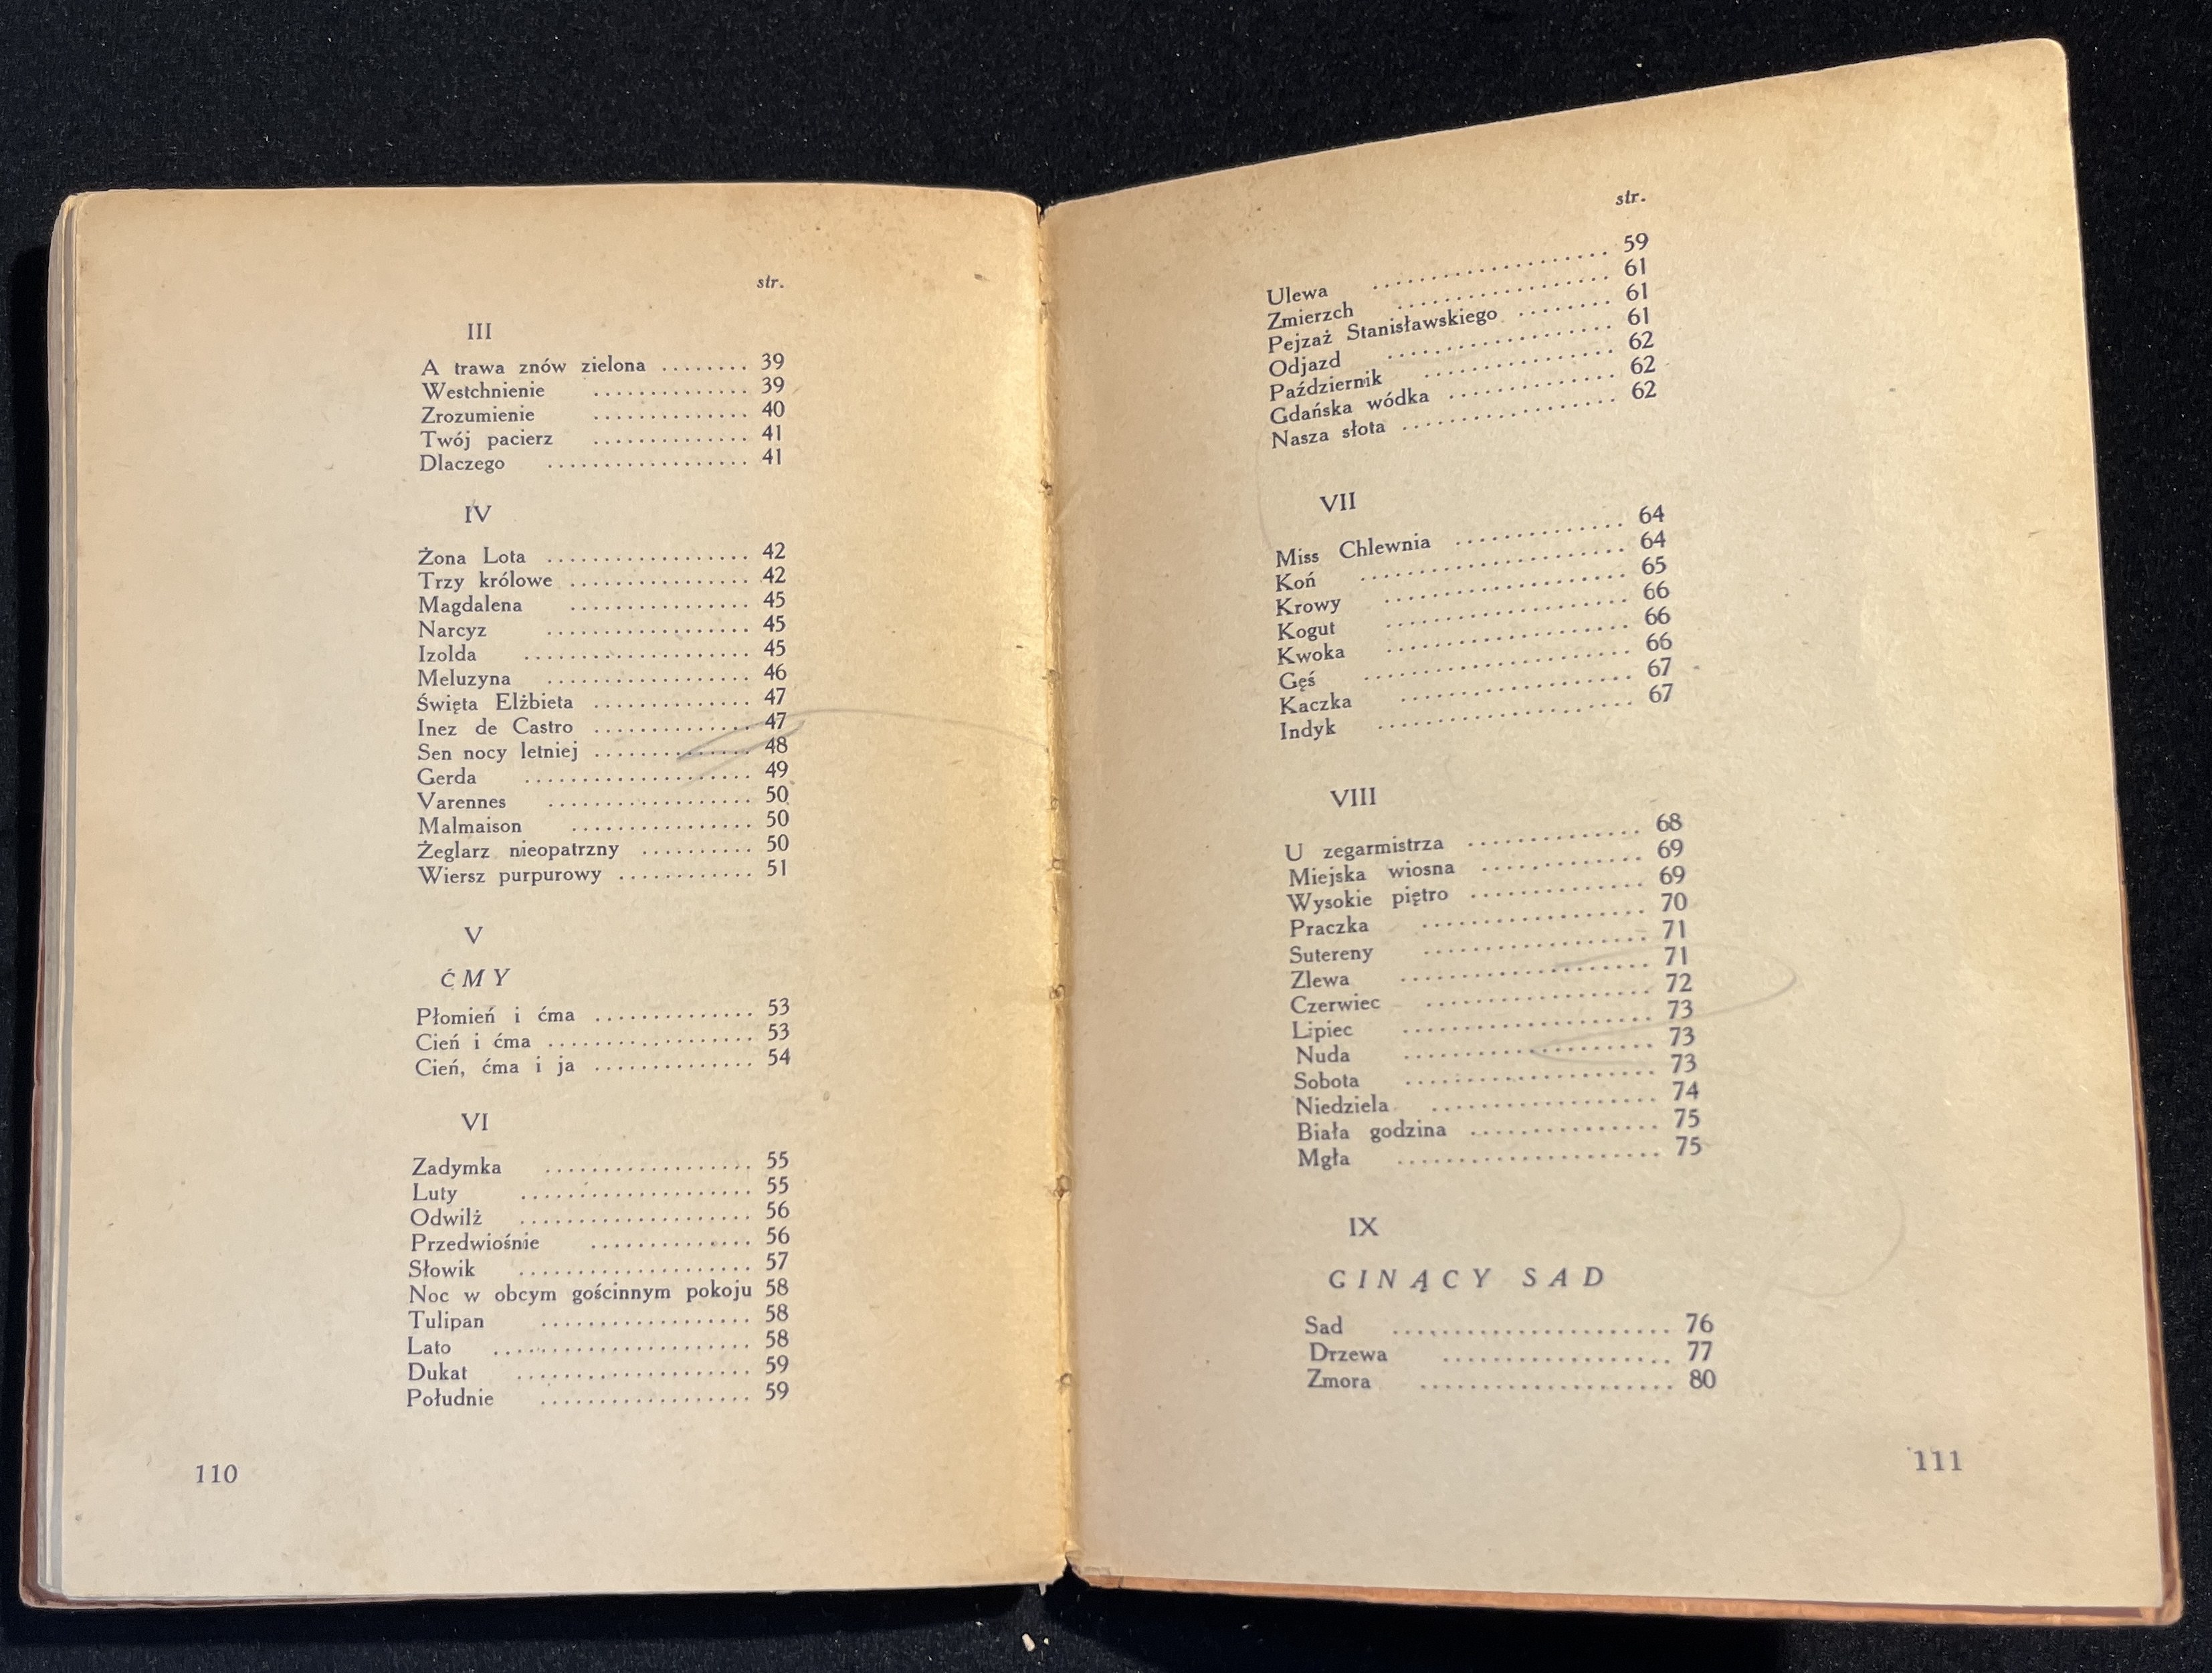 str.
III
A trawa znów zielona ........ 39
Westchnienie .............. 39
Zrozumienie .............. 40
Twój pacierz .............. 41
Dlaczego .................. 41
IV
Żona Lota .................. 42
Trzy królowe ................ 42
Magdalena ................ 45
Narcyz .................. 45
Izolda .................... 45
Meluzyna .................. 46
Święta Elżbieta .............. 47
Inez de Castro .............. 47
Sen nocy letniej .............. 48
Gerda .................... 49
Varennes .................. 50
Malmaison ................ 50
Żeglarz nieopatrzny .......... 50
Wiersz purpurowy ............ 51
V
ĆMY
Płomień i ćma .............. 53
Cień i ćma .................. 53
Cień, ćma i ja .............. 54
VI
Zadymka .................. 55
Luty .................... 55
Odwilż .................... 56
Przedwiośnie .............. 56
Słowik .................... 57
Noc w obcym gościnnym pokoju 58
Tulipan .................. 58
Lato ...................... 58
Dukat .................... 59
Południe .................. 59
110
str.
Ulewa .................... 59
Zmierzch .................. 61
Pejzaż Stanisławskiego ........ 61
Odjazd .................... 61
Październik ................ 62
Gdańska wódka .............. 62
Nasza słota .................. 62
VII
Miss Chlewnia .............. 64
Koń ...................... 64
Krowy .................... 65
Kogut .................... 66
Kwoka .................... 66
Gęś ...................... 66
Kaczka .................... 67
Indyk .................... 67
VIII
U zegarmistrza .............. 68
Miejska wiosna .............. 69
Wysokie piętro .............. 69
Praczka .................. 70
Sutereny .................. 71
Zlewa .................... 71
Czerwiec .................. 72
Lipiec .................... 73
Nuda .................... 73
Sobota .................... 73
Niedziela .................. 74
Biała godzina .............. 75
Mgła .................... 75
IX
GINĄCY SAD
Sad ...................... 76
Drzewa .................. 77
Zmora .................... 80
111